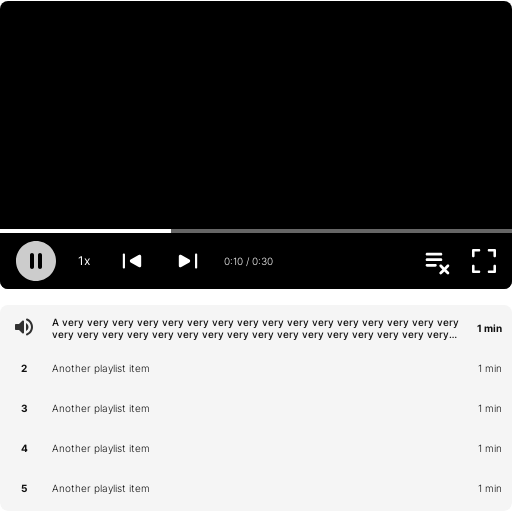 1x
0:10 / 0:30
A very very very very very very very very very very very very very very very very
very very very very very very very very very very very very very very very very...
1 min
2 Another playlist item 1 min
3 Another playlist item 1 min
4 Another playlist item 1 min
5 Another playlist item 1 min